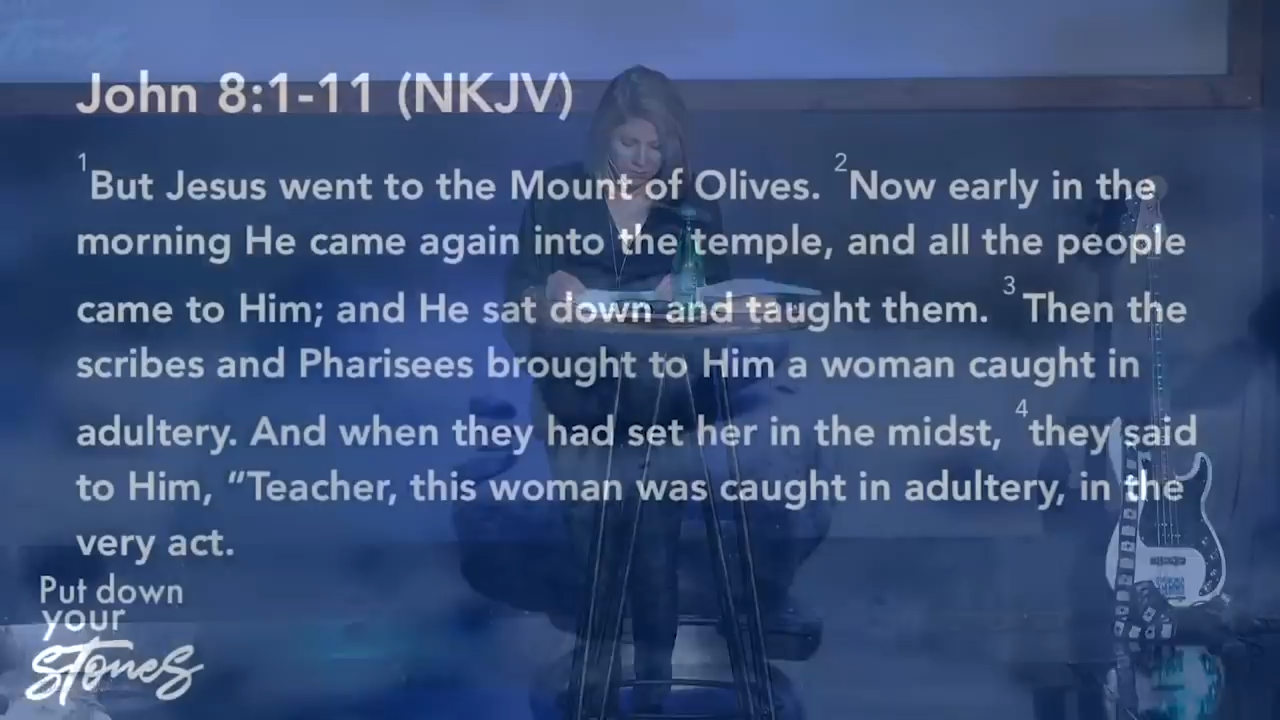 John 8:1-11 (NKJV)
1But Jesus went to the Mount of Olives. 2Now early in the
morning He came again into the temple, and all the people
came to Him; and He sat down and taught them. 3Then the
scribes and Pharisees brought to Him a woman caught in
adultery. And when they had set her in the midst, 4they said
to Him, “Teacher, this woman was caught in adultery, in the
very act.
Put down
your
Stones